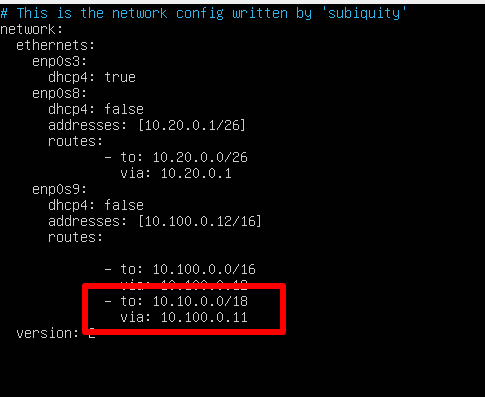 # This is the network config written by 'subiquity'
network:
  ethernets:
    enp0s3:
      dhcp4: true
    enp0s8:
      dhcp4: false
      addresses: [10.20.0.1/26]
      routes:
             - to: 10.20.0.0/26
               via: 10.20.0.1
    enp0s9:
      dhcp4: false
      addresses: [10.100.0.12/16]
      routes:
             - to: 10.100.0.0/16
               via: 10.100.0.12
             - to: 10.10.0.0/18
               via: 10.100.0.11
  version: 2